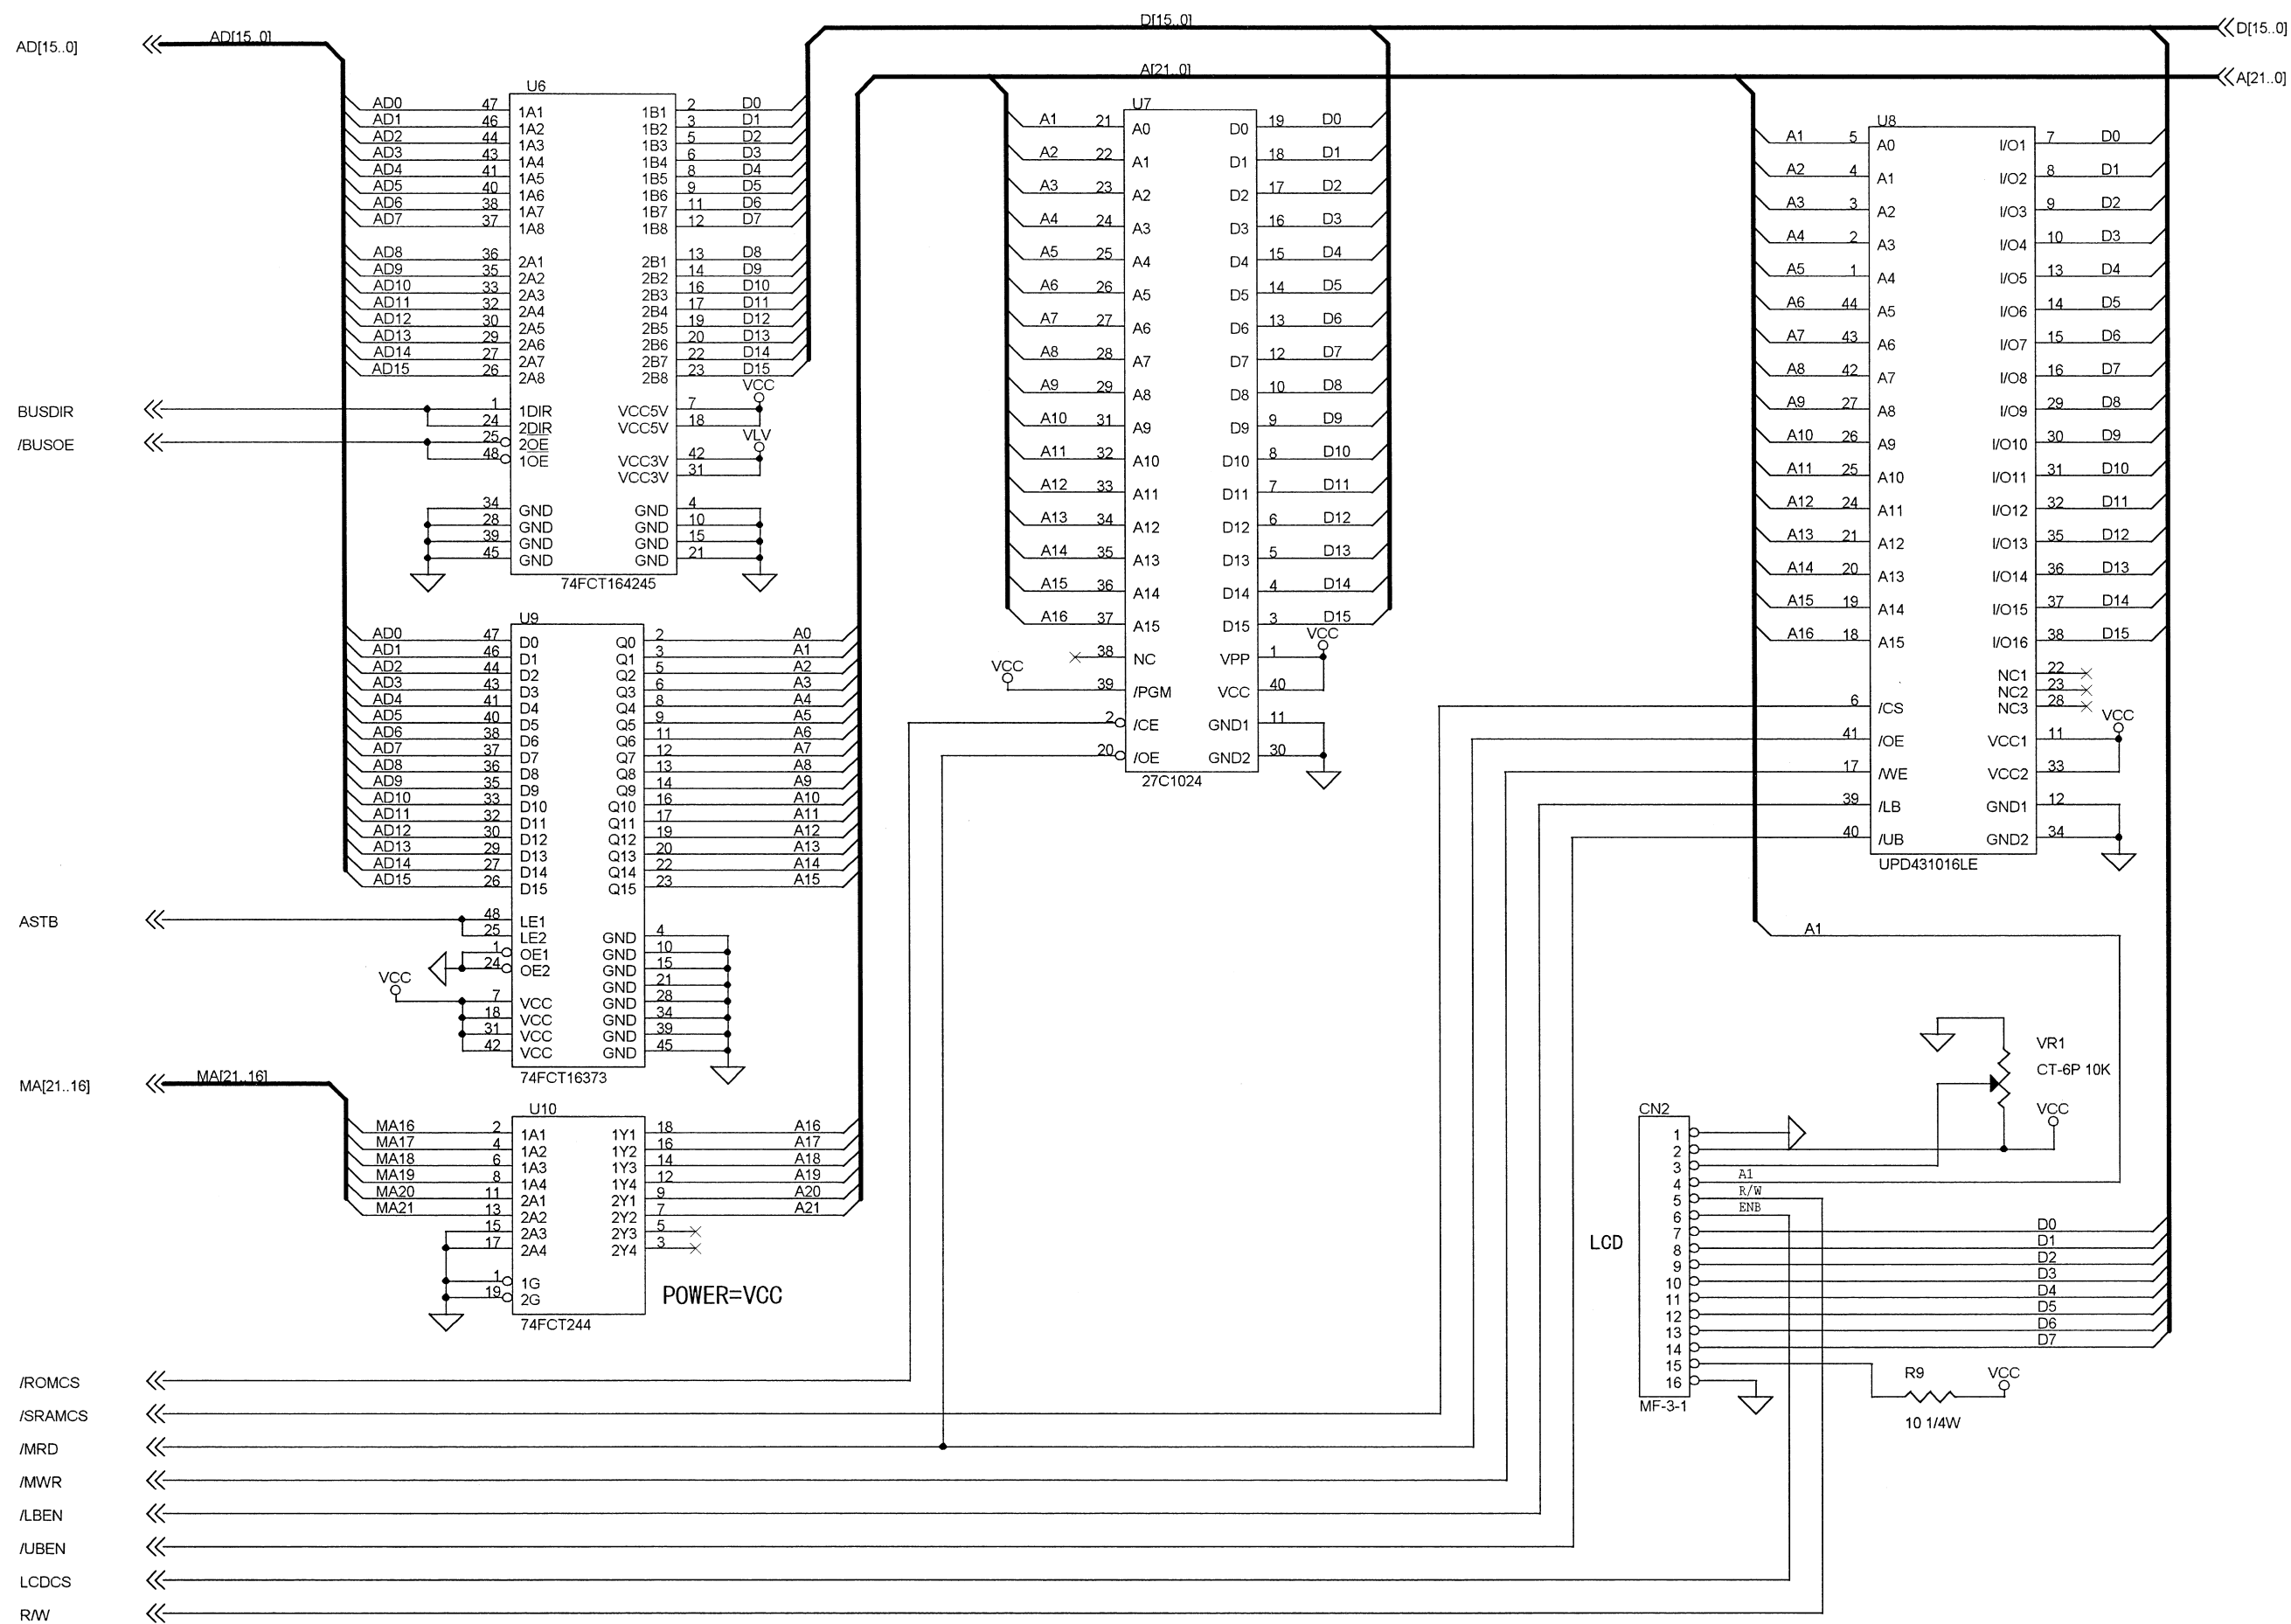 D[15..0]
AD[15..0] AD[15..0] D[15..0]
A[21..0] A[21..0]
U6
AD0 47 1A1 1B1 2 D0
AD1 46 1A2 1B2 3 D1
AD2 44 1A3 1B3 5 D2
AD3 43 1A4 1B4 6 D3
AD4 41 1A5 1B5 8 D4
AD5 40 1A6 1B6 9 D5
AD6 38 1A7 1B7 11 D6
AD7 37 1A8 1B8 12 D7
AD8 36 2A1 2B1 13 D8
AD9 35 2A2 2B2 14 D9
AD10 33 2A3 2B3 16 D10
AD11 32 2A4 2B4 17 D11
AD12 30 2A5 2B5 19 D12
AD13 29 2A6 2B6 20 D13
AD14 27 2A7 2B7 22 D14
AD15 26 2A8 2B8 23 D15
VCC
BUSDIR 1 1DIR VCC5V 7
24 2DIR VCC5V 18
/BUSOE 25 2OE VLV
48 1OE VCC3V 42
VCC3V 31
34 GND GND 4
28 GND GND 10
39 GND GND 15
45 GND GND 21
74FCT164245
U9
AD0 47 D0 Q0 2 A0
AD1 46 D1 Q1 3 A1
AD2 44 D2 Q2 5 A2
AD3 43 D3 Q3 6 A3
AD4 41 D4 Q4 8 A4
AD5 40 D5 Q5 9 A5
AD6 38 D6 Q6 11 A6
AD7 37 D7 Q7 12 A7
AD8 36 D8 Q8 13 A8
AD9 35 D9 Q9 14 A9
AD10 33 D10 Q10 16 A10
AD11 32 D11 Q11 17 A11
AD12 30 D12 Q12 19 A12
AD13 29 D13 Q13 20 A13
AD14 27 D14 Q14 22 A14
AD15 26 D15 Q15 23 A15
ASTB 48 LE1
25 LE2 GND 4
1 OE1 GND 10
24 OE2 GND 15
VCC GND 21
7 VCC GND 28
18 VCC GND 34
31 VCC GND 39
42 VCC GND 45
74FCT16373
MA[21..16] MA[21..16]
U10
MA16 2 1A1 1Y1 18 A16
MA17 4 1A2 1Y2 16 A17
MA18 6 1A3 1Y3 14 A18
MA19 8 1A4 1Y4 12 A19
MA20 11 2A1 2Y1 9 A20
MA21 13 2A2 2Y2 7 A21
15 2A3 2Y3 5
17 2A4 2Y4 3
1 1G
19 2G
POWER=VCC
74FCT244
U7
A1 21 A0 D0 19 D0
A2 22 A1 D1 18 D1
A3 23 A2 D2 17 D2
A4 24 A3 D3 16 D3
A5 25 A4 D4 15 D4
A6 26 A5 D5 14 D5
A7 27 A6 D6 13 D6
A8 28 A7 D7 12 D7
A9 29 A8 D8 10 D8
A10 31 A9 D9 9 D9
A11 32 A10 D10 8 D10
A12 33 A11 D11 7 D11
A13 34 A12 D12 6 D12
A14 35 A13 D13 5 D13
A15 36 A14 D14 4 D14
A16 37 A15 D15 3 D15
VCC
38 NC VPP 1
VCC
39 /PGM VCC 40
2 /CE GND1 11
20 /OE GND2 30
27C1024
U8
A1 5 A0 I/O1 7 D0
A2 4 A1 I/O2 8 D1
A3 3 A2 I/O3 9 D2
A4 2 A3 I/O4 10 D3
A5 1 A4 I/O5 13 D4
A6 44 A5 I/O6 14 D5
A7 43 A6 I/O7 15 D6
A8 42 A7 I/O8 16 D7
A9 27 A8 I/O9 29 D8
A10 26 A9 I/O10 30 D9
A11 25 A10 I/O11 31 D10
A12 24 A11 I/O12 32 D11
A13 21 A12 I/O13 35 D12
A14 20 A13 I/O14 36 D13
A15 19 A14 I/O15 37 D14
A16 18 A15 I/O16 38 D15
NC1 22
NC2 23
6 /CS NC3 28
VCC
41 /OE VCC1 11
17 /WE VCC2 33
39 /LB GND1 12
40 /UB GND2 34
UPD431016LE
A1
VR1
CT-6P 10K
VCC
CN2
1
2
3
4 A1
5 R/W
6 ENB
LCD
7 D0
8 D1
9 D2
10 D3
11 D4
12 D5
13 D6
14 D7
15 R9 VCC
16
MF-3-1 10 1/4W
/ROMCS
/SRAMCS
/MRD
/MWR
/LBEN
/UBEN
LCDCS
R/W